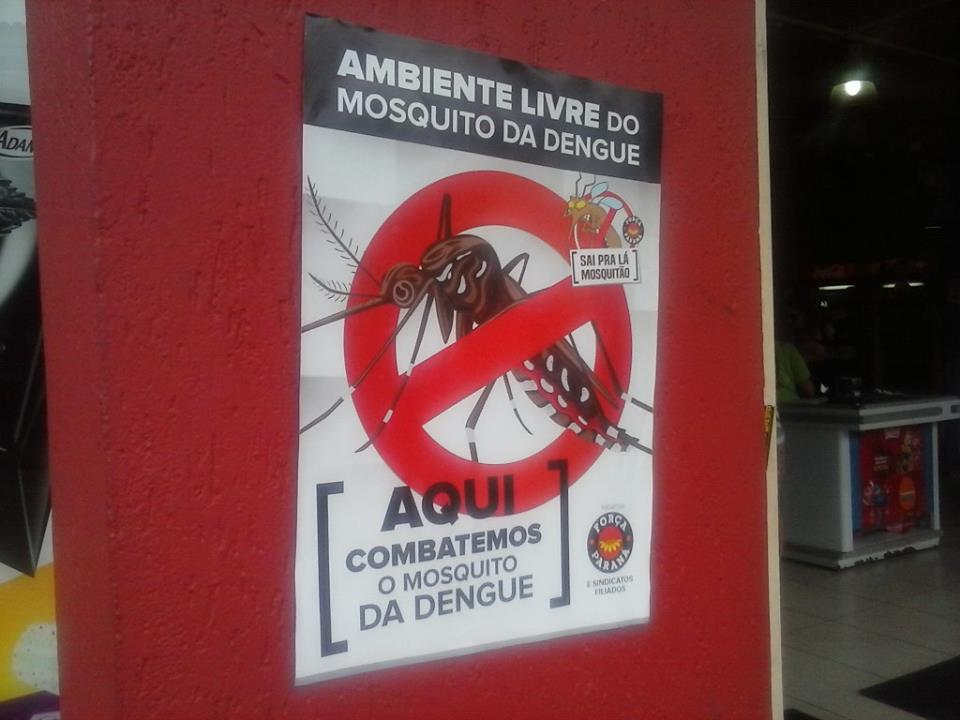 AMBIENTE LIVRE DO
MOSQUITO DA DENGUE
SAI PRA LÁ
MOSQUITÃO
AQUI
COMBATEMOS
O MOSQUITO
DA DENGUE
FORÇA
PARANÁ
E SINDICATOS
FILIADOS
ADAM